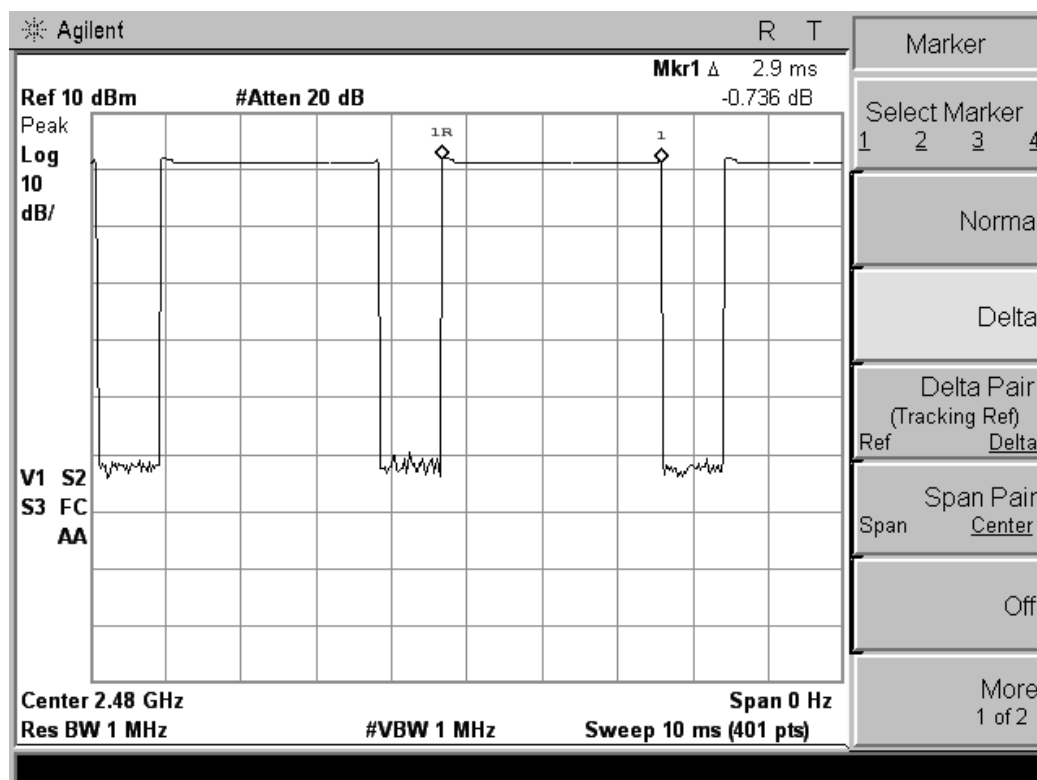 Agilent R T
Mkr1 Δ 2.9 ms
Ref 10 dBm #Atten 20 dB -0.736 dB
Peak
Log
10
dB/
1R
1
V1 S2
S3 FC
AA
Center 2.48 GHz Span 0 Hz
Res BW 1 MHz #VBW 1 MHz Sweep 10 ms (401 pts)
Marker
Select Marker
1 2 3 4
Norma
Delta
Delta Pair
(Tracking Ref)
Ref Delta
Span Pair
Span Center
Off
More
1 of 2